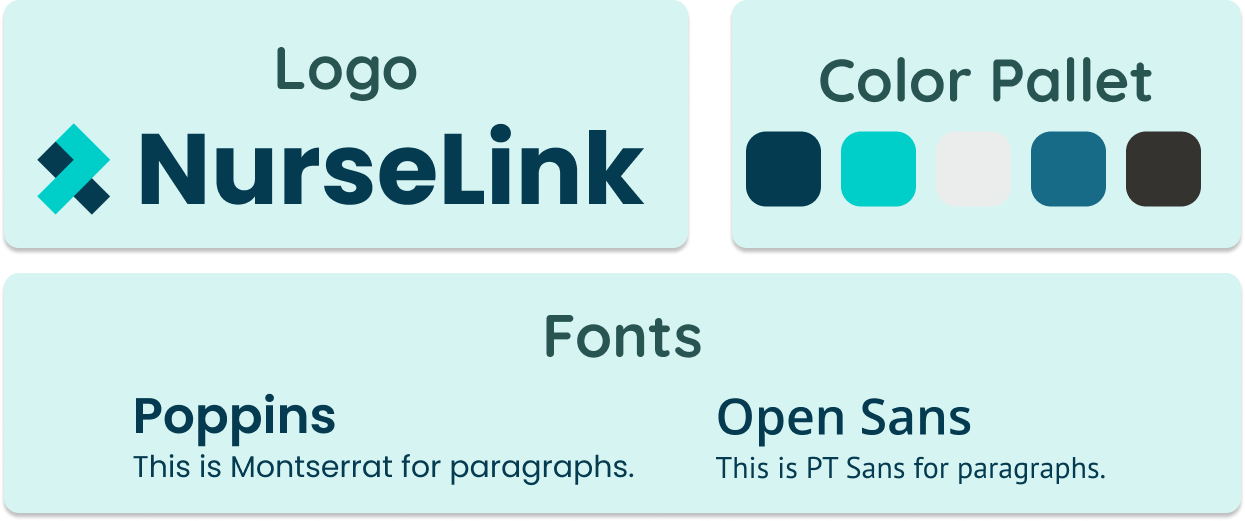 Logo
NurseLink
Color Pallet
Fonts
Poppins
This is Montserrat for paragraphs.
Open Sans
This is PT Sans for paragraphs.